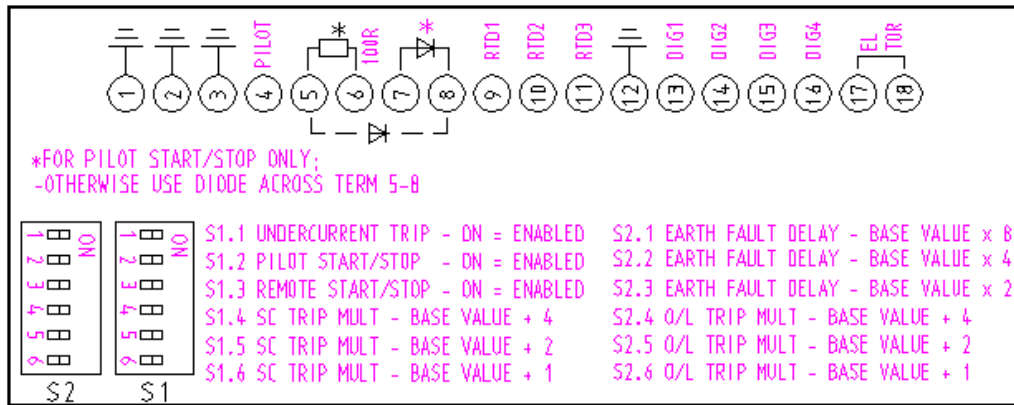 PILOT
*
100R
*
RTD1
RTD2
RTD3
DIG1
DIG2
DIG3
DIG4
EL
TOR
1 2 3 4 5 6 7 8 9 10 11 12 13 14 15 16 17 18
*FOR PILOT START/STOP ONLY;
-OTHERWISE USE DIODE ACROSS TERM 5-8
1 2 3 4 5 6
ON
S2
1 2 3 4 5 6
ON
S1
S1.1 UNDERCURRENT TRIP - ON = ENABLED
S1.2 PILOT START/STOP - ON = ENABLED
S1.3 REMOTE START/STOP - ON = ENABLED
S1.4 SC TRIP MULT - BASE VALUE + 4
S1.5 SC TRIP MULT - BASE VALUE + 2
S1.6 SC TRIP MULT - BASE VALUE + 1
S2.1 EARTH FAULT DELAY - BASE VALUE x 8
S2.2 EARTH FAULT DELAY - BASE VALUE x 4
S2.3 EARTH FAULT DELAY - BASE VALUE x 2
S2.4 O/L TRIP MULT - BASE VALUE + 4
S2.5 O/L TRIP MULT - BASE VALUE + 2
S2.6 O/L TRIP MULT - BASE VALUE + 1